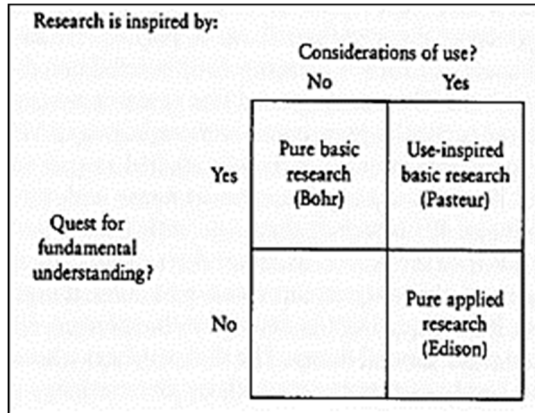 Research is inspired by:
Considerations of use?
No Yes
Yes
Pure basic
research
(Bohr)
Use-inspired
basic research
(Pasteur)
Quest for
fundamental
understanding?
No
Pure applied
research
(Edison)